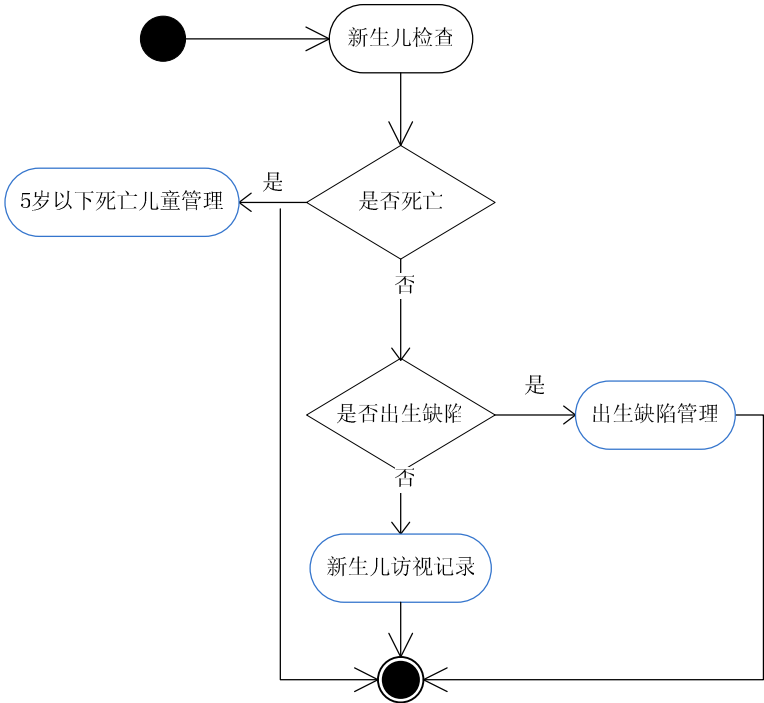 新生儿检查
是
5岁以下死亡儿童管理
是否死亡
否
是
是否出生缺陷
出生缺陷管理
否
新生儿访视记录